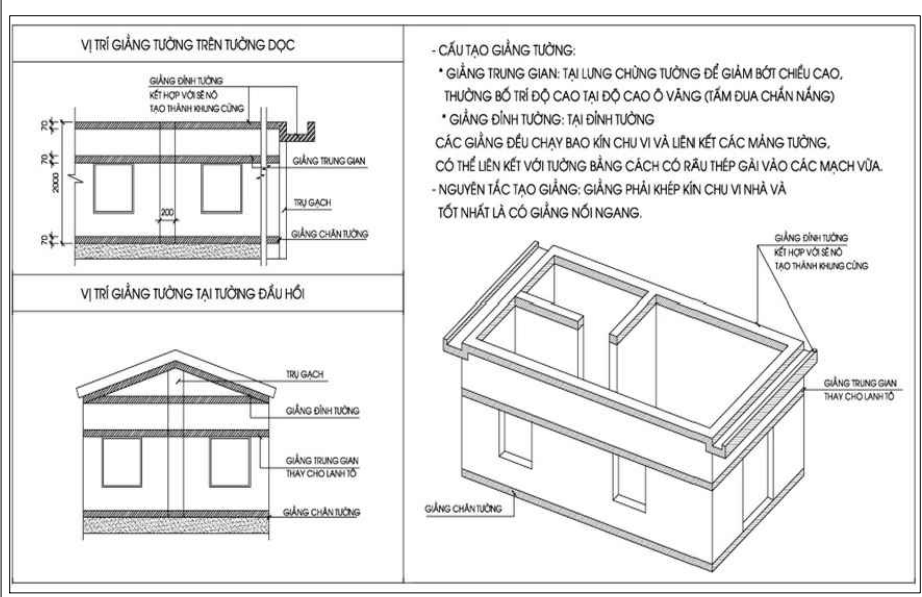 VỊ TRÍ GIẰNG TƯỜNG TRÊN TƯỜNG DỌC
GIẰNG ĐỈNH TƯỜNG
KẾT HỢP VỚI SÊ NÔ
TẠO THÀNH KHUNG CỨNG
70
70
2000
70
200
GIẰNG TRUNG GIAN
TRỤ GẠCH
GIẰNG CHÂN TƯỜNG
VỊ TRÍ GIẰNG TƯỜNG TẠI TƯỜNG ĐẦU HỒI
TRỤ GẠCH
GIẰNG ĐỈNH TƯỜNG
GIẰNG TRUNG GIAN
THAY CHO LANH TÔ
GIẰNG CHÂN TƯỜNG
- CẤU TẠO GIẰNG TƯỜNG:
* GIẰNG TRUNG GIAN: TẠI LƯNG CHỪNG TƯỜNG ĐỂ GIẢM BỚT CHIỀU CAO,
THƯỜNG BỐ TRÍ ĐỘ CAO TẠI ĐỘ CAO Ô VĂNG (TẤM ĐUA CHẮN NẮNG)
* GIẰNG ĐỈNH TƯỜNG: TẠI ĐỈNH TƯỜNG
CÁC GIẰNG ĐỀU CHẠY BAO KÍN CHU VI VÀ LIÊN KẾT CÁC MẢNG TƯỜNG,
CÓ THỂ LIÊN KẾT VỚI TƯỜNG BẰNG CÁCH CÓ RÂU THÉP GÀI VÀO CÁC MẠCH VỮA.
- NGUYÊN TẮC TẠO GIẰNG: GIẰNG PHẢI KHÉP KÍN CHU VI NHÀ VÀ
TỐT NHẤT LÀ CÓ GIẰNG NỐI NGANG.
GIẰNG ĐỈNH TƯỜNG
KẾT HỢP VỚI SÊ NÔ
TẠO THÀNH KHUNG CỨNG
GIẰNG TRUNG GIAN
THAY CHO LANH TÔ
GIẰNG CHÂN TƯỜNG